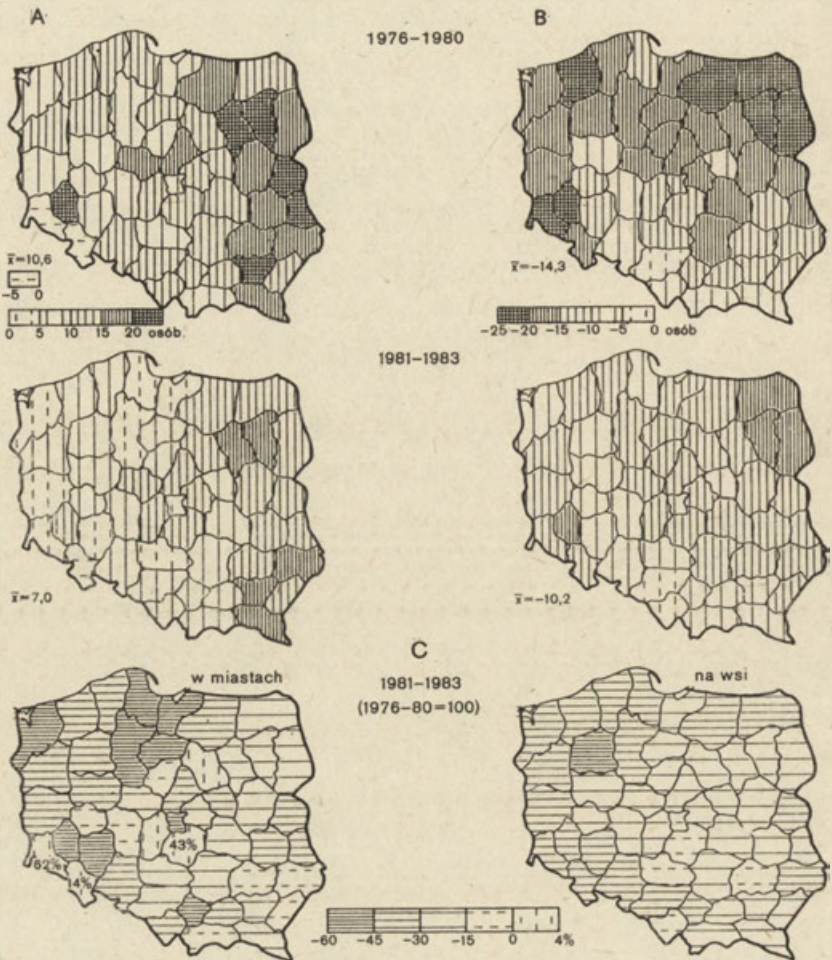 A
B
1976–1980
x̄=10,6
-5 0
0 5 10 15 20 osób.
x̄=-14,3
-25 -20 -15 -10 -5 0 osób
1981–1983
x̄=7,0
x̄=-10,2
C
w miastach
1981–1983
na wsi
(1976–80=100)
43%
62%
14%
-60 -45 -30 -15 0 4%